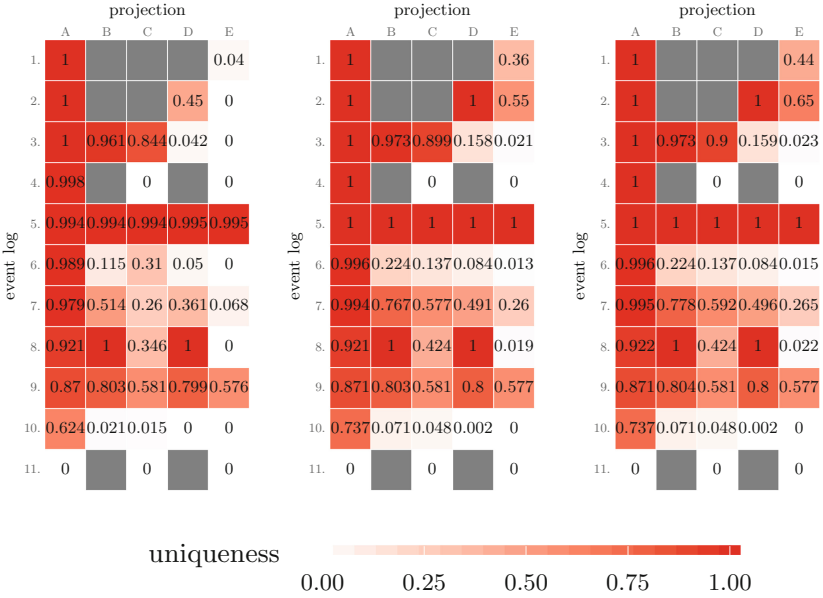 projection projection projection
A B C D E A B C D E A B C D E
1. 1 0.04 1. 1 0.36 1. 1 0.44
2. 1 0.45 0 2. 1 1 0.55 2. 1 1 0.65
3. 1 0.961 0.844 0.042 0 3. 1 0.973 0.899 0.158 0.021 3. 1 0.973 0.9 0.159 0.023
4. 0.998 0 0 4. 1 0 0 4. 1 0 0
5. 0.994 0.994 0.994 0.995 0.995 5. 1 1 1 1 1 5. 1 1 1 1 1
event log event log event log
6. 0.989 0.115 0.31 0.05 0 6. 0.996 0.224 0.137 0.084 0.013 6. 0.996 0.224 0.137 0.084 0.015
7. 0.979 0.514 0.26 0.361 0.068 7. 0.994 0.767 0.577 0.491 0.26 7. 0.995 0.778 0.592 0.496 0.265
8. 0.921 1 0.346 1 0 8. 0.921 1 0.424 1 0.019 8. 0.922 1 0.424 1 0.022
9. 0.87 0.803 0.581 0.799 0.576 9. 0.871 0.803 0.581 0.8 0.577 9. 0.871 0.804 0.581 0.8 0.577
10. 0.624 0.021 0.015 0 0 10. 0.737 0.071 0.048 0.002 0 10. 0.737 0.071 0.048 0.002 0
11. 0 0 0 11. 0 0 0 11. 0 0 0
uniqueness
0.00 0.25 0.50 0.75 1.00